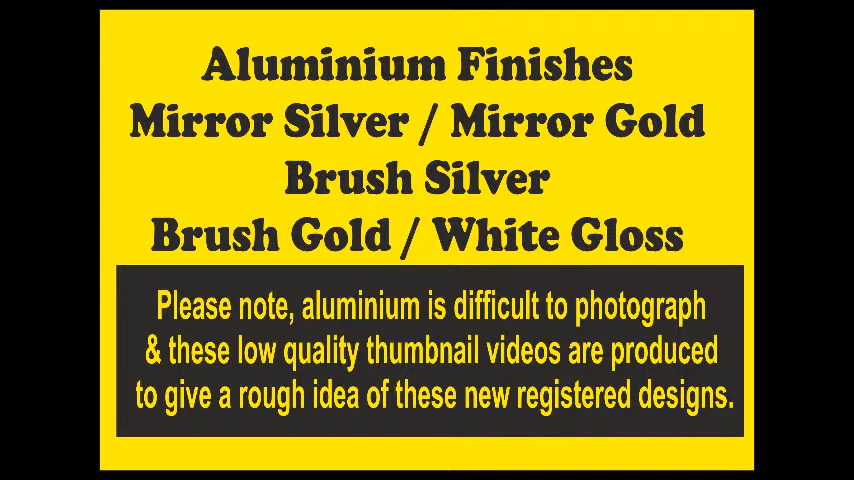 Aluminium Finishes
Mirror Silver / Mirror Gold
Brush Silver
Brush Gold / White Gloss
Please note, aluminium is difficult to photograph
& these low quality thumbnail videos are produced
to give a rough idea of these new registered designs.